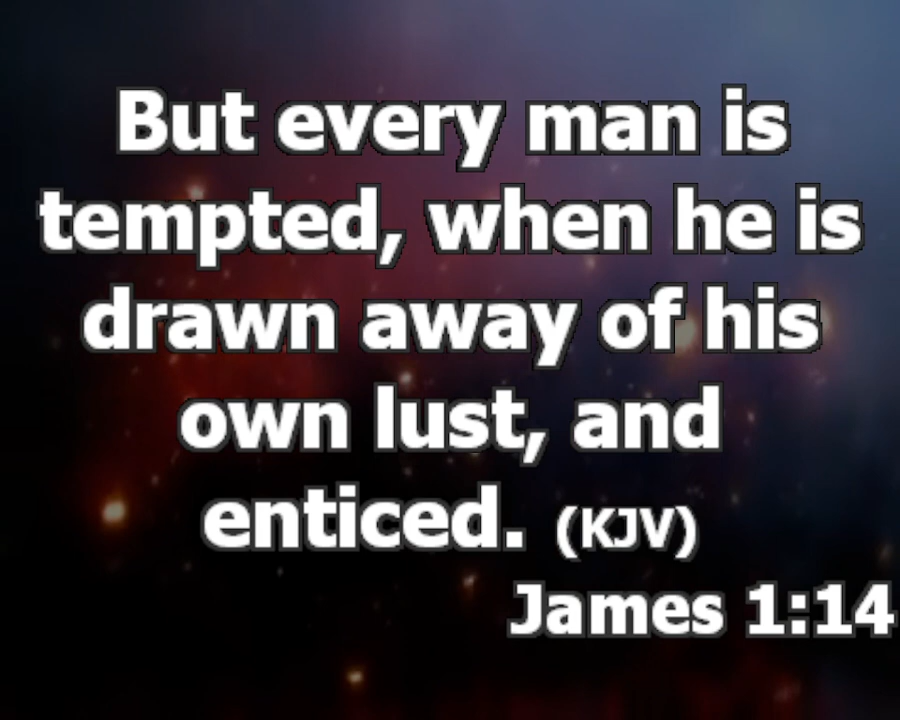 But every man is
tempted, when he is
drawn away of his
own lust, and
enticed. (KJV)
James 1:14